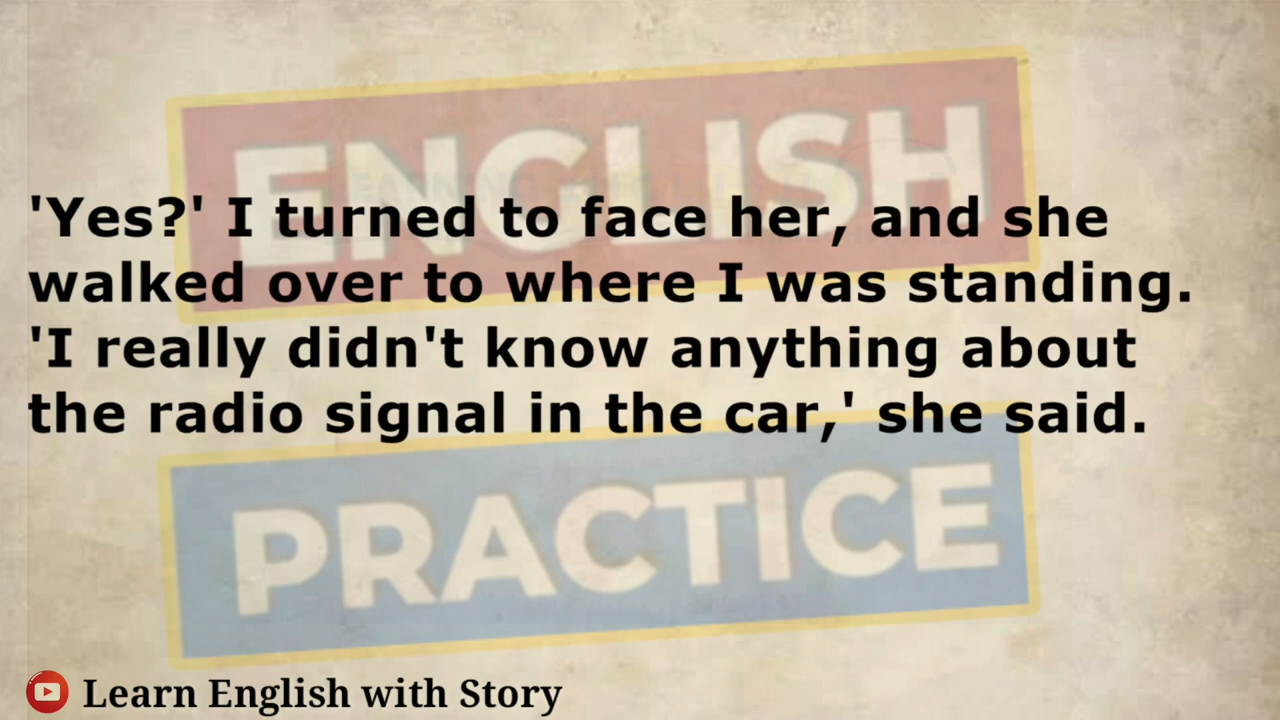 ENGLISH
'Yes?' I turned to face her, and she
walked over to where I was standing.
'I really didn't know anything about
the radio signal in the car,' she said.
PRACTICE
Learn English with Story